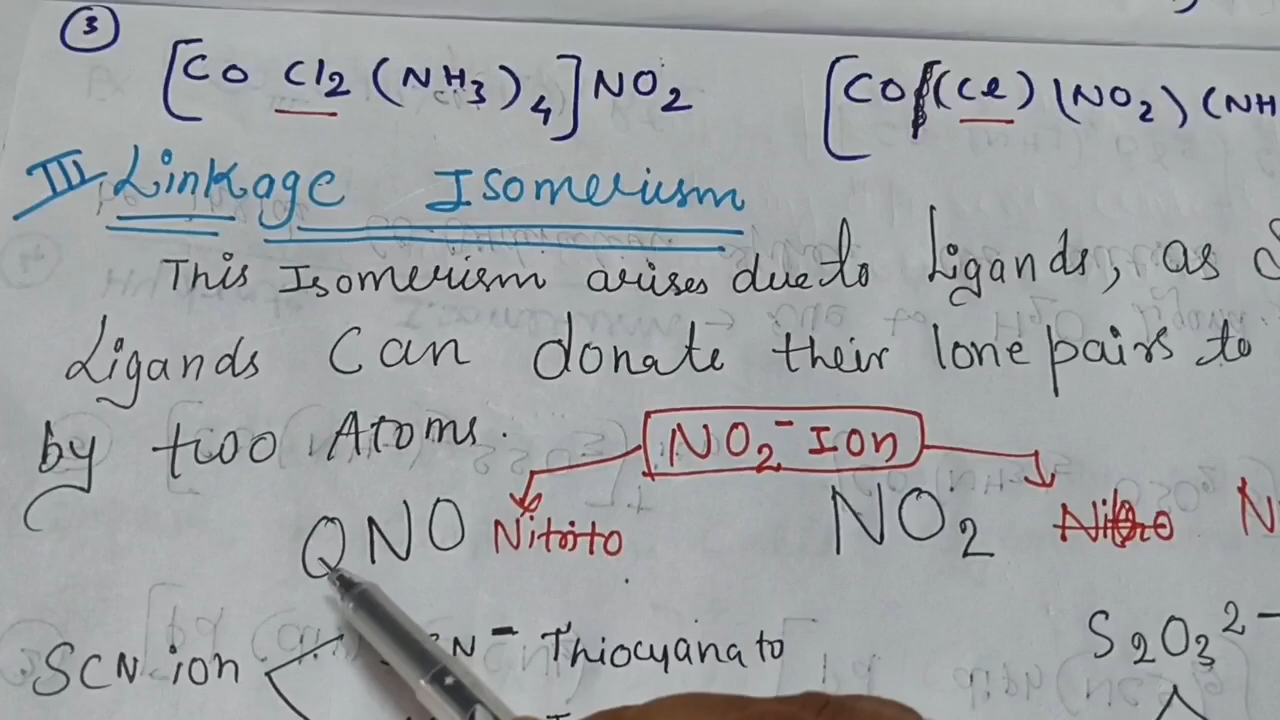 ③
[Co Cl2 (NH3)4]NO2 [Co (Cl) (NO2) (NH
III Linkage Isomerism
This Isomerism arises due to Ligands, as
Ligands Can donate their lone pairs to
by two Atoms.
NO2- Ion
ONO Nitrito NO2 N
SCN ion Thiocyanato S2O3 2-